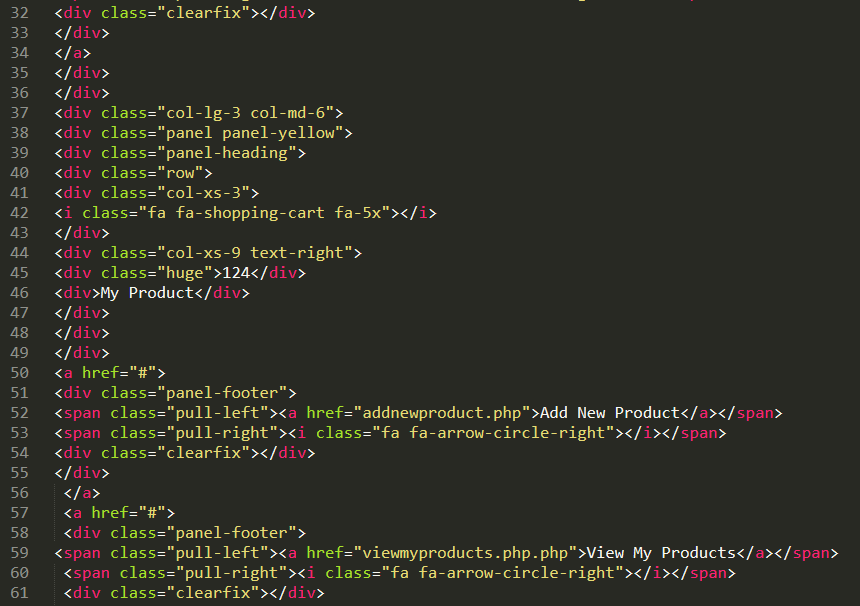 32 <div class="clearfix"></div>
33 </div>
34 </a>
35 </div>
36 </div>
37 <div class="col-lg-3 col-md-6">
38 <div class="panel panel-yellow">
39 <div class="panel-heading">
40 <div class="row">
41 <div class="col-xs-3">
42 <i class="fa fa-shopping-cart fa-5x"></i>
43 </div>
44 <div class="col-xs-9 text-right">
45 <div class="huge">124</div>
46 <div>My Product</div>
47 </div>
48 </div>
49 </div>
50 <a href="#">
51 <div class="panel-footer">
52 <span class="pull-left"><a href="addnewproduct.php">Add New Product</a></span>
53 <span class="pull-right"><i class="fa fa-arrow-circle-right"></i></span>
54 <div class="clearfix"></div>
55 </div>
56 </a>
57 <a href="#">
58 <div class="panel-footer">
59 <span class="pull-left"><a href="viewmyproducts.php.php">View My Products</a></span>
60 <span class="pull-right"><i class="fa fa-arrow-circle-right"></i></span>
61 <div class="clearfix"></div>